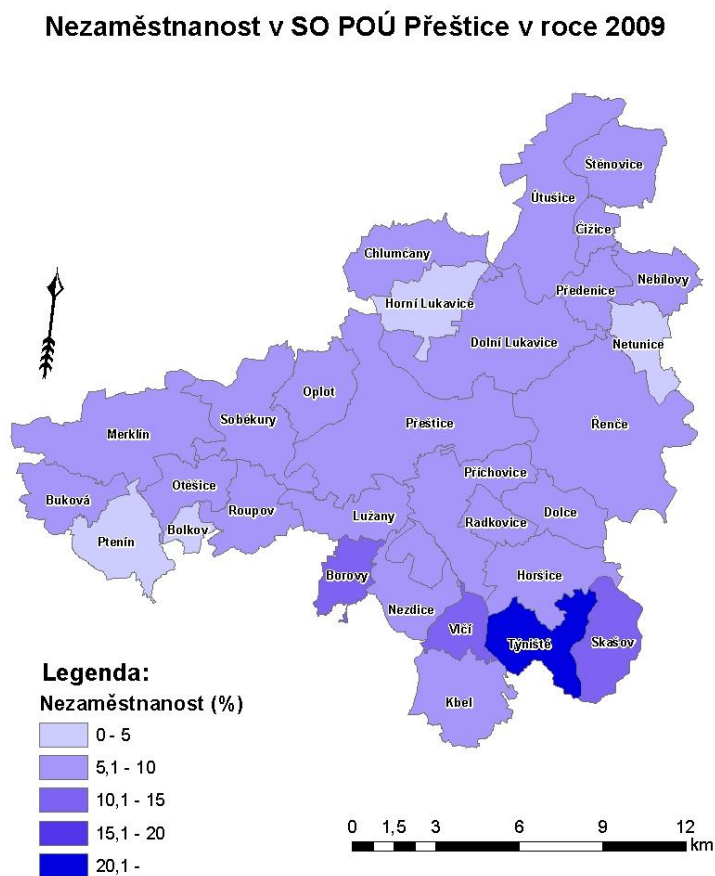 Nezaměstnanost v SO POÚ Přeštice v roce 2009
Štěnovice
Útušice
Čižice
Chlumčany
Nebílovy
Předenice
Horní Lukavice
Dolní Lukavice
Netunice
Oplot
Soběkury
Merklín
Přeštice
Řenče
Příchovice
Otěšice
Buková
Roupov
Dolce
Lužany
Radkovice
Bolkov
Ptenín
Borovy
Horšice
Nezdice
Vlčí
Týniště
Skašov
Kbel
Legenda:
Nezaměstnanost (%)
0 - 5
5,1 - 10
10,1 - 15
15,1 - 20
20,1 -
0 1,5 3 6 9 12
km